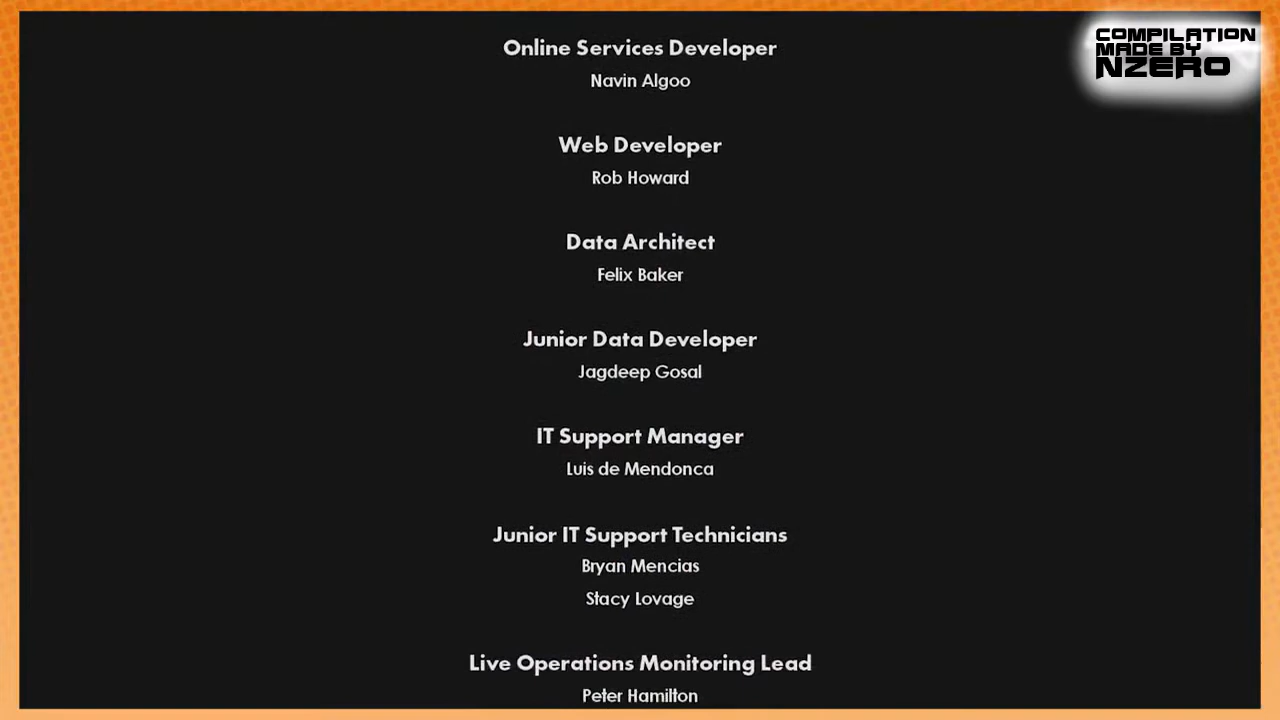 COMPILATION
MADE BY
NZERO
Online Services Developer
Navin Algoo
Web Developer
Rob Howard
Data Architect
Felix Baker
Junior Data Developer
Jagdeep Gosal
IT Support Manager
Luis de Mendonca
Junior IT Support Technicians
Bryan Mencias
Stacy Lovage
Live Operations Monitoring Lead
Peter Hamilton